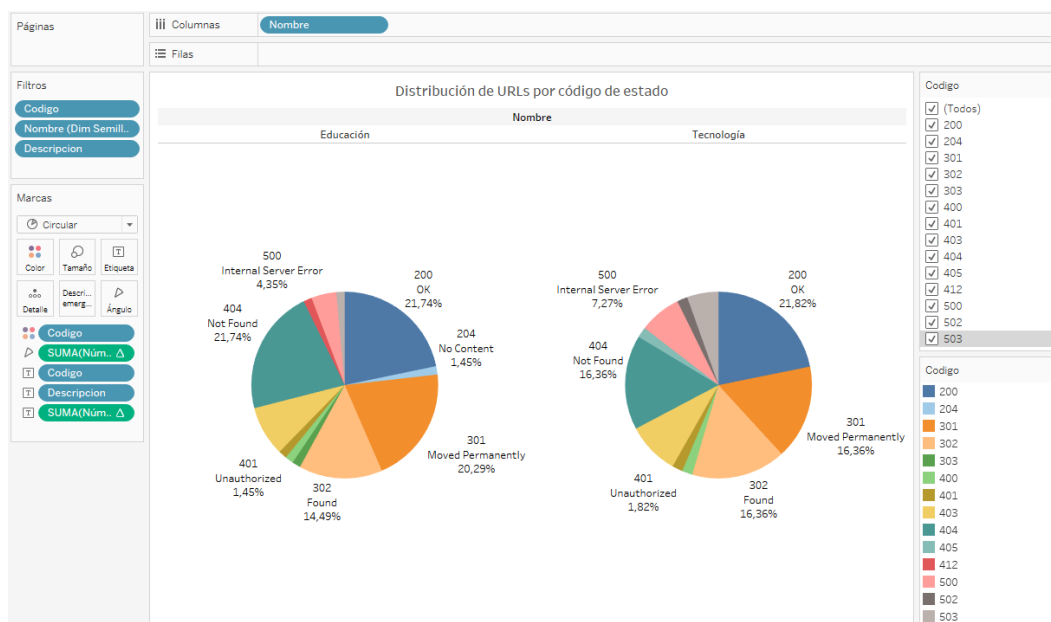 Páginas
Columnas
Nombre
Filas
Filtros
Codigo
Nombre (Dim Semill..
Descripcion
Marcas
Circular
Color
Tamaño
Etiqueta
Detalle
Descri...
emerg...
Ángulo
Codigo
SUMA(Núm.. Δ
Codigo
Descripcion
SUMA(Núm.. Δ
Distribución de URLs por código de estado
Nombre
Educación
Tecnología
500
Internal Server Error
4,35%
200
OK
21,74%
404
Not Found
21,74%
204
No Content
1,45%
301
Moved Permanently
20,29%
401
Unauthorized
1,45%
302
Found
14,49%
500
Internal Server Error
7,27%
200
OK
21,82%
404
Not Found
16,36%
301
Moved Permanently
16,36%
401
Unauthorized
1,82%
302
Found
16,36%
Codigo
(Todos)
200
204
301
302
303
400
401
403
404
405
412
500
502
503
Codigo
200
204
301
302
303
400
401
403
404
405
412
500
502
503